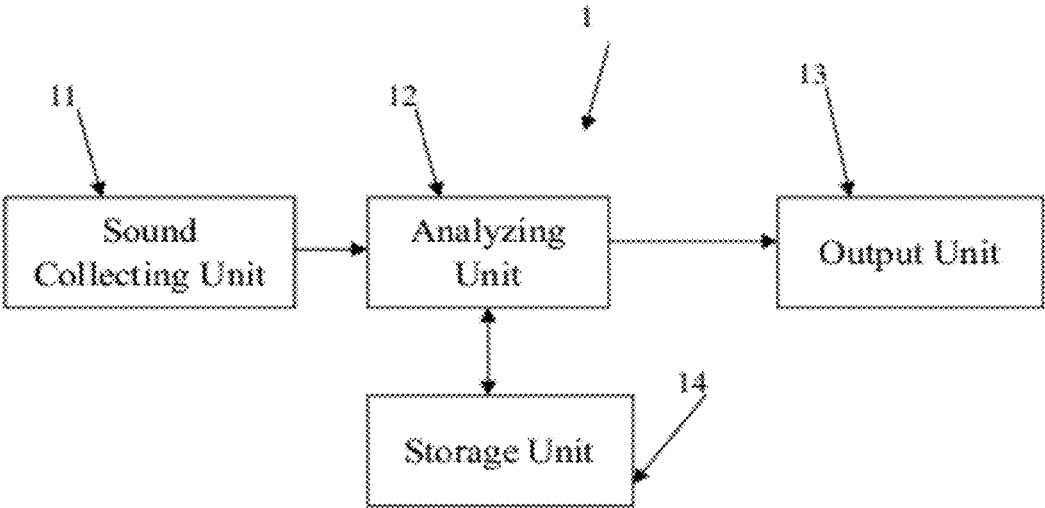 1
11
12
13
Sound
Collecting Unit
Analyzing
Unit
Output Unit
14
Storage Unit